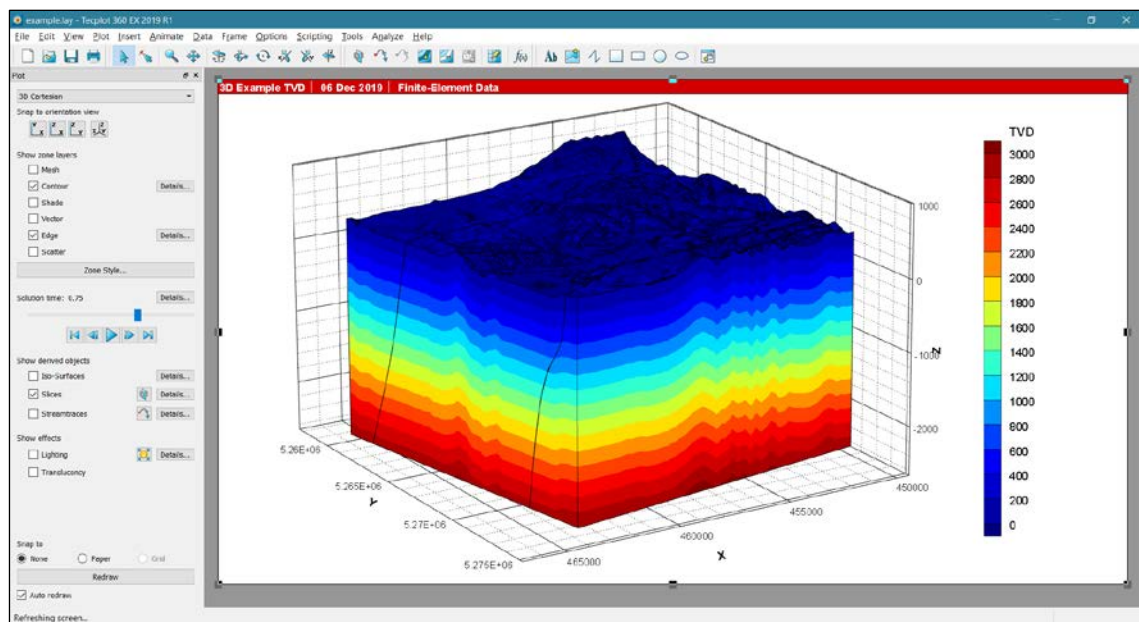 example.lay - Tecplot 360 EX 2019 R1
File Edit View Plot Insert Animate Data Frame Options Scripting Tools Analyze Help
Plot
3D Cartesian
Snap to orientation view
Show zone layers
Mesh
Contour Details...
Shade
Vector
Edge Details...
Scatter
Zone Style...
Solution time: 0.75 Details...
Show derived objects
Iso-Surfaces Details...
Slices Details...
Streamtraces Details...
Show effects
Lighting Details...
Translucency
Snap to
None Paper Grid
Redraw
Auto redraw
Refreshing screen...
3D Example TVD | 06 Dec 2019 | Finite-Element Data
TVD
3000
2800
2600
2400
2200
2000
1800
1600
1400
1200
1000
800
600
400
200
0
1000
0
-1000
Z
-2000
5.26E+06
5.265E+06
Y
5.27E+06
5.275E+06
465000
460000
X
455000
450000